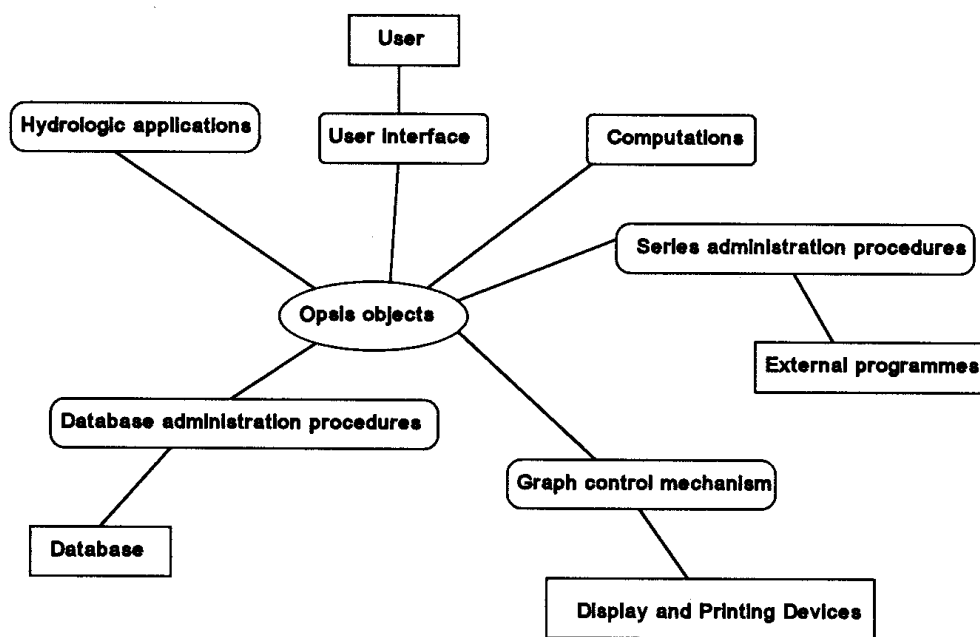 User
Hydrologic applications
User Interface
Computations
Series administration procedures
Opsis objects
External programmes
Database administration procedures
Graph control mechanism
Database
Display and Printing Devices